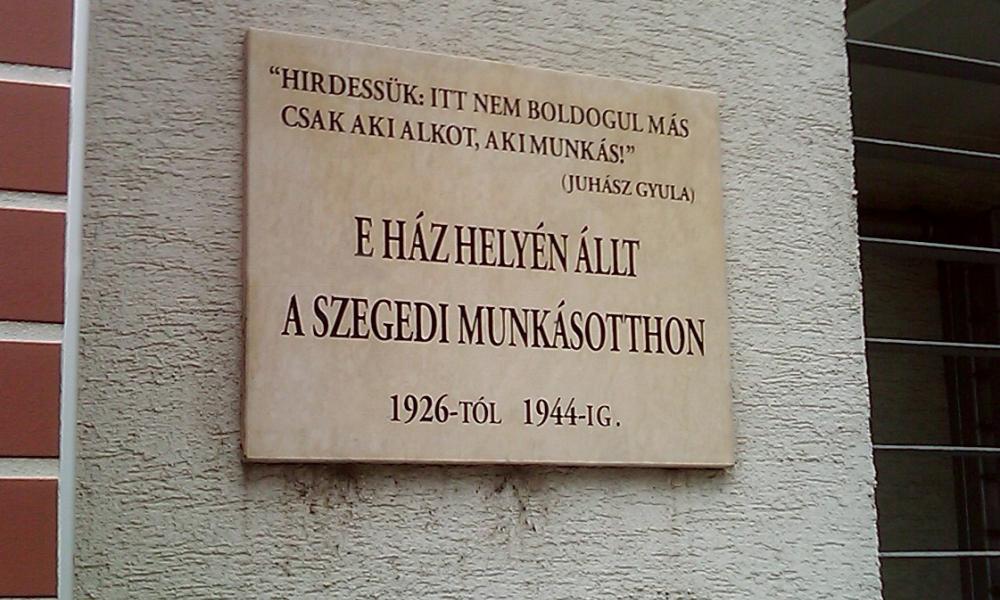 “HIRDESSÜK: ITT NEM BOLDOGUL MÁS
CSAK AKI ALKOT, AKI MUNKÁS!”
(JUHÁSZ GYULA)
E HÁZ HELYÉN ÁLLT
A SZEGEDI MUNKÁSOTTHON
1926-TÓL 1944-IG.